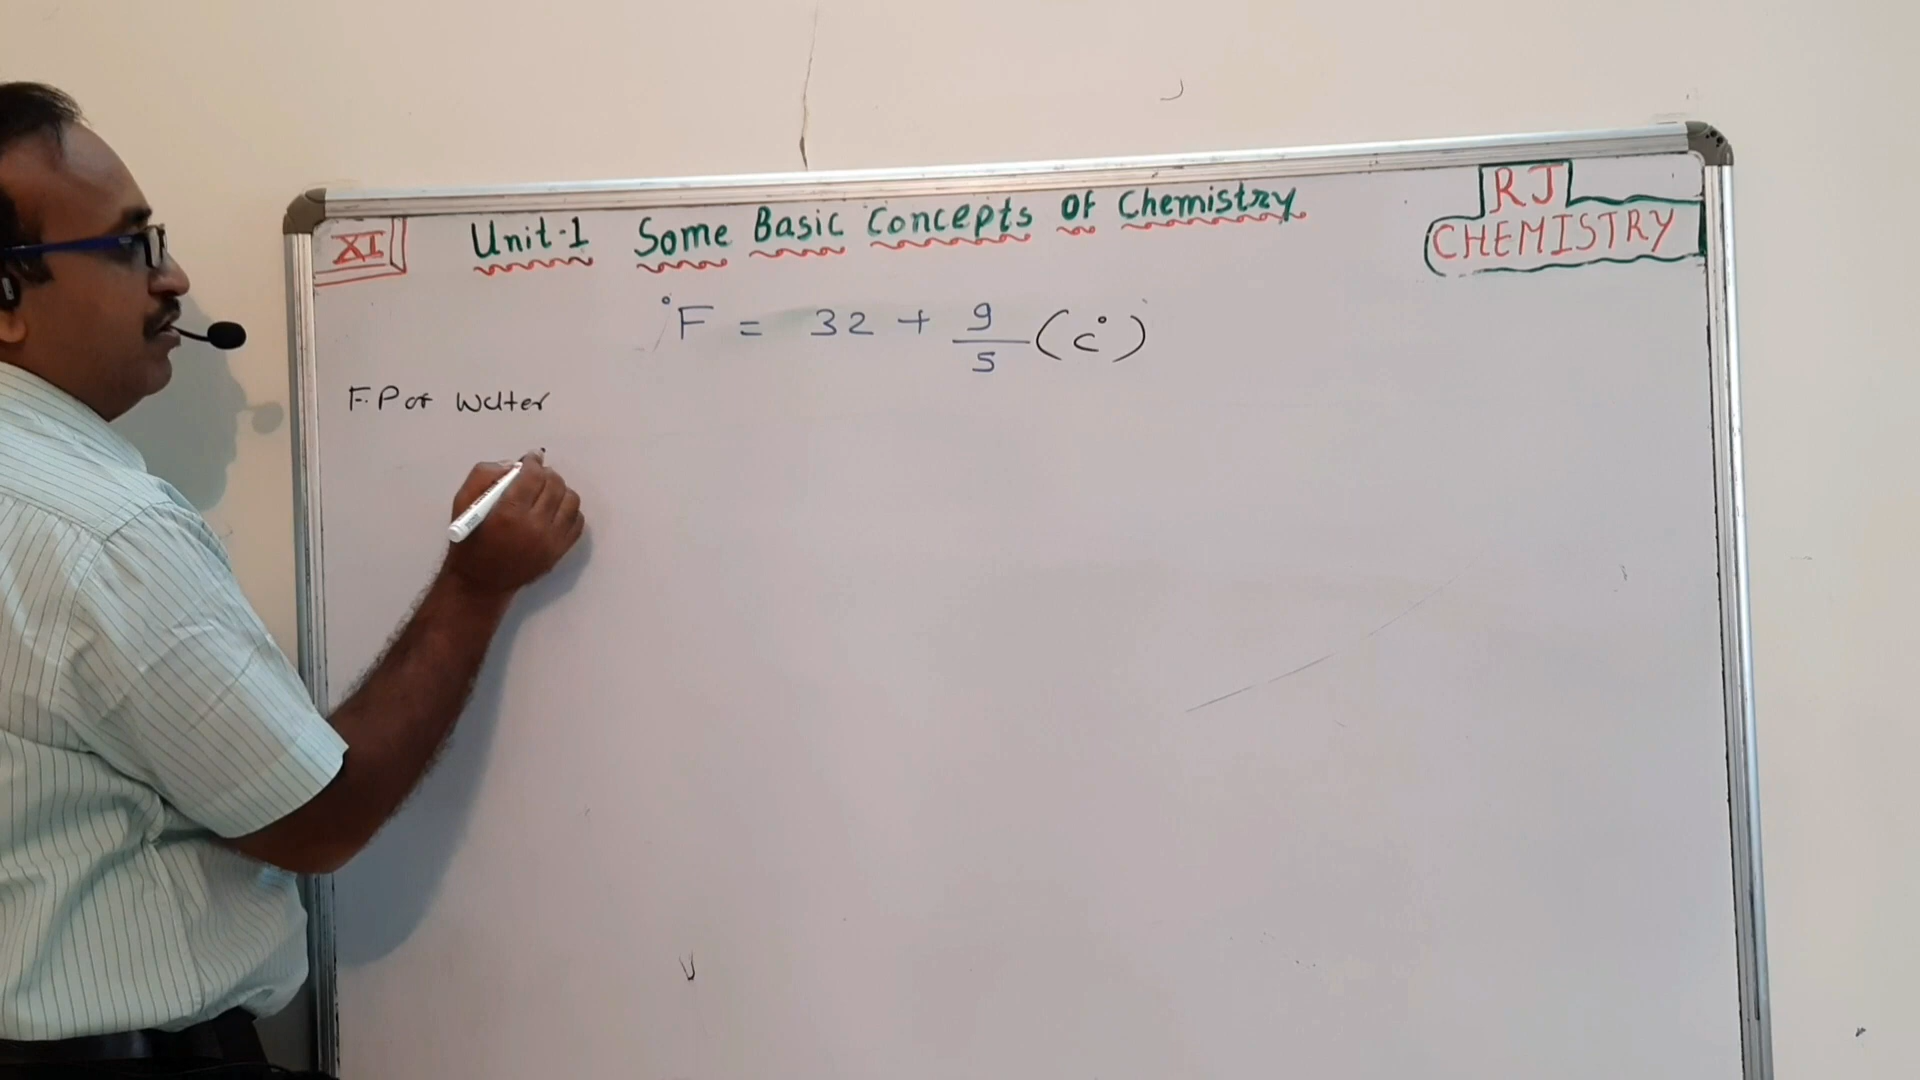 XI Unit-1 Some Basic Concepts Of Chemistry
RJ
CHEMISTRY
°F = 32 + 9/5 (c°)
F.P of Water